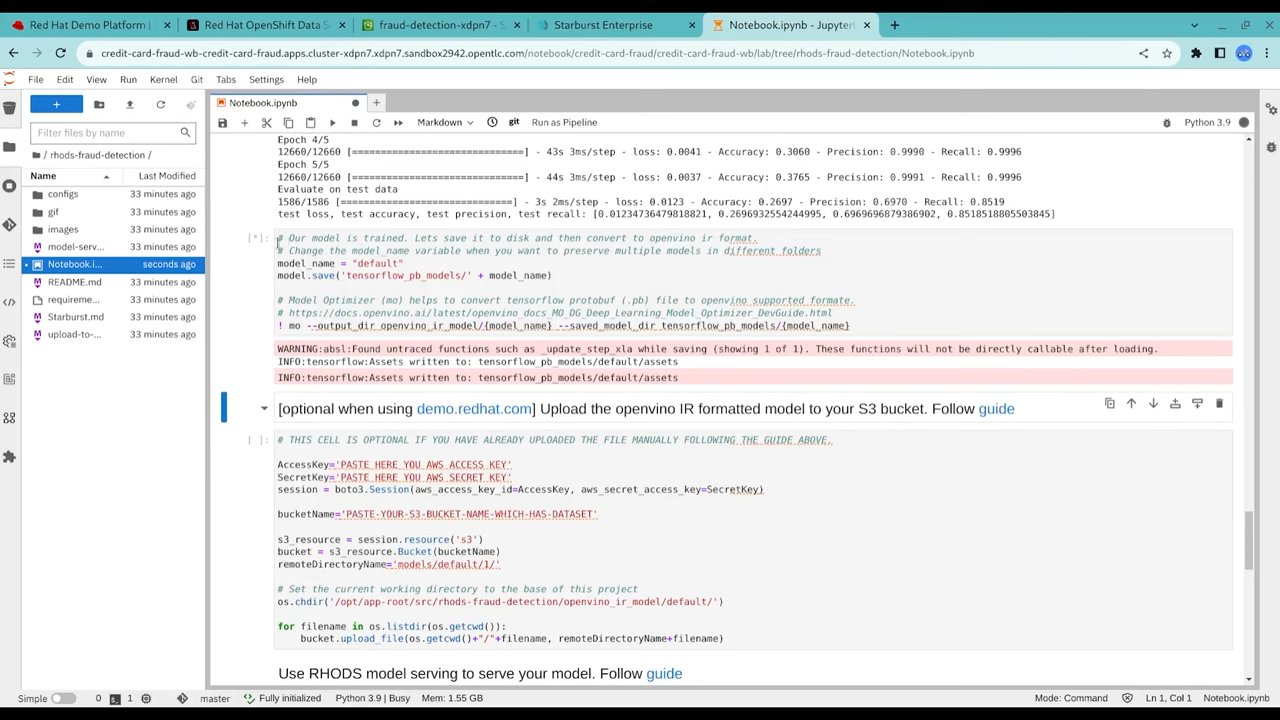 Red Hat Demo Platform |
Red Hat OpenShift Data S
fraud-detection-xdpn7 - S
Starburst Enterprise
Notebook.ipynb - JupyterL
credit-card-fraud-wb-credit-card-fraud.apps.cluster-xdpn7.xdpn7.sandbox2942.opentlc.com/notebook/credit-card-fraud/credit-card-fraud-wb/lab/tree/rhods-fraud-detection/Notebook.ipynb
File Edit View Run Kernel Git Tabs Settings Help
Notebook.ipynb
Markdown git Run as Pipeline Python 3.9
Filter files by name
/ rhods-fraud-detection /
Name Last Modified
configs 33 minutes ago
gif 33 minutes ago
images 33 minutes ago
model-serv... 33 minutes ago
Notebook.i... seconds ago
README.md 33 minutes ago
requireme... 33 minutes ago
Starburst.md 33 minutes ago
upload-to-... 33 minutes ago
Epoch 4/5
12660/12660 [==============================] - 43s 3ms/step - loss: 0.0041 - Accuracy: 0.3060 - Precision: 0.9990 - Recall: 0.9996
Epoch 5/5
12660/12660 [==============================] - 44s 3ms/step - loss: 0.0037 - Accuracy: 0.3765 - Precision: 0.9991 - Recall: 0.9996
Evaluate on test data
1586/1586 [==============================] - 3s 2ms/step - loss: 0.0123 - Accuracy: 0.2697 - Precision: 0.6970 - Recall: 0.8519
test loss, test accuracy, test precision, test recall: [0.01234736479818821, 0.2696932554244995, 0.6969696879386902, 0.8518518805503845]
[*]: # Our model is trained. Lets save it to disk and then convert to openvino ir format.
# Change the model_name variable when you want to preserve multiple models in different folders
model_name = "default"
model.save('tensorflow_pb_models/' + model_name)
# Model Optimizer (mo) helps to convert tensorflow protobuf (.pb) file to openvino supported formate.
# https://docs.openvino.ai/latest/openvino_docs_MO_DG_Deep_Learning_Model_Optimizer_DevGuide.html
! mo --output_dir openvino_ir_model/{model_name} --saved_model_dir tensorflow_pb_models/{model_name}
WARNING:absl:Found untraced functions such as _update_step_xla while saving (showing 1 of 1). These functions will not be directly callable after loading.
INFO:tensorflow:Assets written to: tensorflow_pb_models/default/assets
INFO:tensorflow:Assets written to: tensorflow_pb_models/default/assets
[optional when using demo.redhat.com] Upload the openvino IR formatted model to your S3 bucket. Follow guide
[ ]: # THIS CELL IS OPTIONAL IF YOU HAVE ALREADY UPLOADED THE FILE MANUALLY FOLLOWING THE GUIDE ABOVE.
AccessKey='PASTE HERE YOU AWS ACCESS KEY'
SecretKey='PASTE HERE YOU AWS SECRET KEY'
session = boto3.Session(aws_access_key_id=AccessKey, aws_secret_access_key=SecretKey)
bucketName='PASTE-YOUR-S3-BUCKET-NAME-WHICH-HAS-DATASET'
s3_resource = session.resource('s3')
bucket = s3_resource.Bucket(bucketName)
remoteDirectoryName='models/default/1/'
# Set the current working directory to the base of this project
os.chdir('/opt/app-root/src/rhods-fraud-detection/openvino_ir_model/default/')
for filename in os.listdir(os.getcwd()):
bucket.upload_file(os.getcwd()+"/"+filename, remoteDirectoryName+filename)
Use RHODS model serving to serve your model. Follow guide
Simple 0 1 master Fully initialized Python 3.9 | Busy Mem: 1.55 GB Mode: Command Ln 1, Col 1 Notebook.ipynb